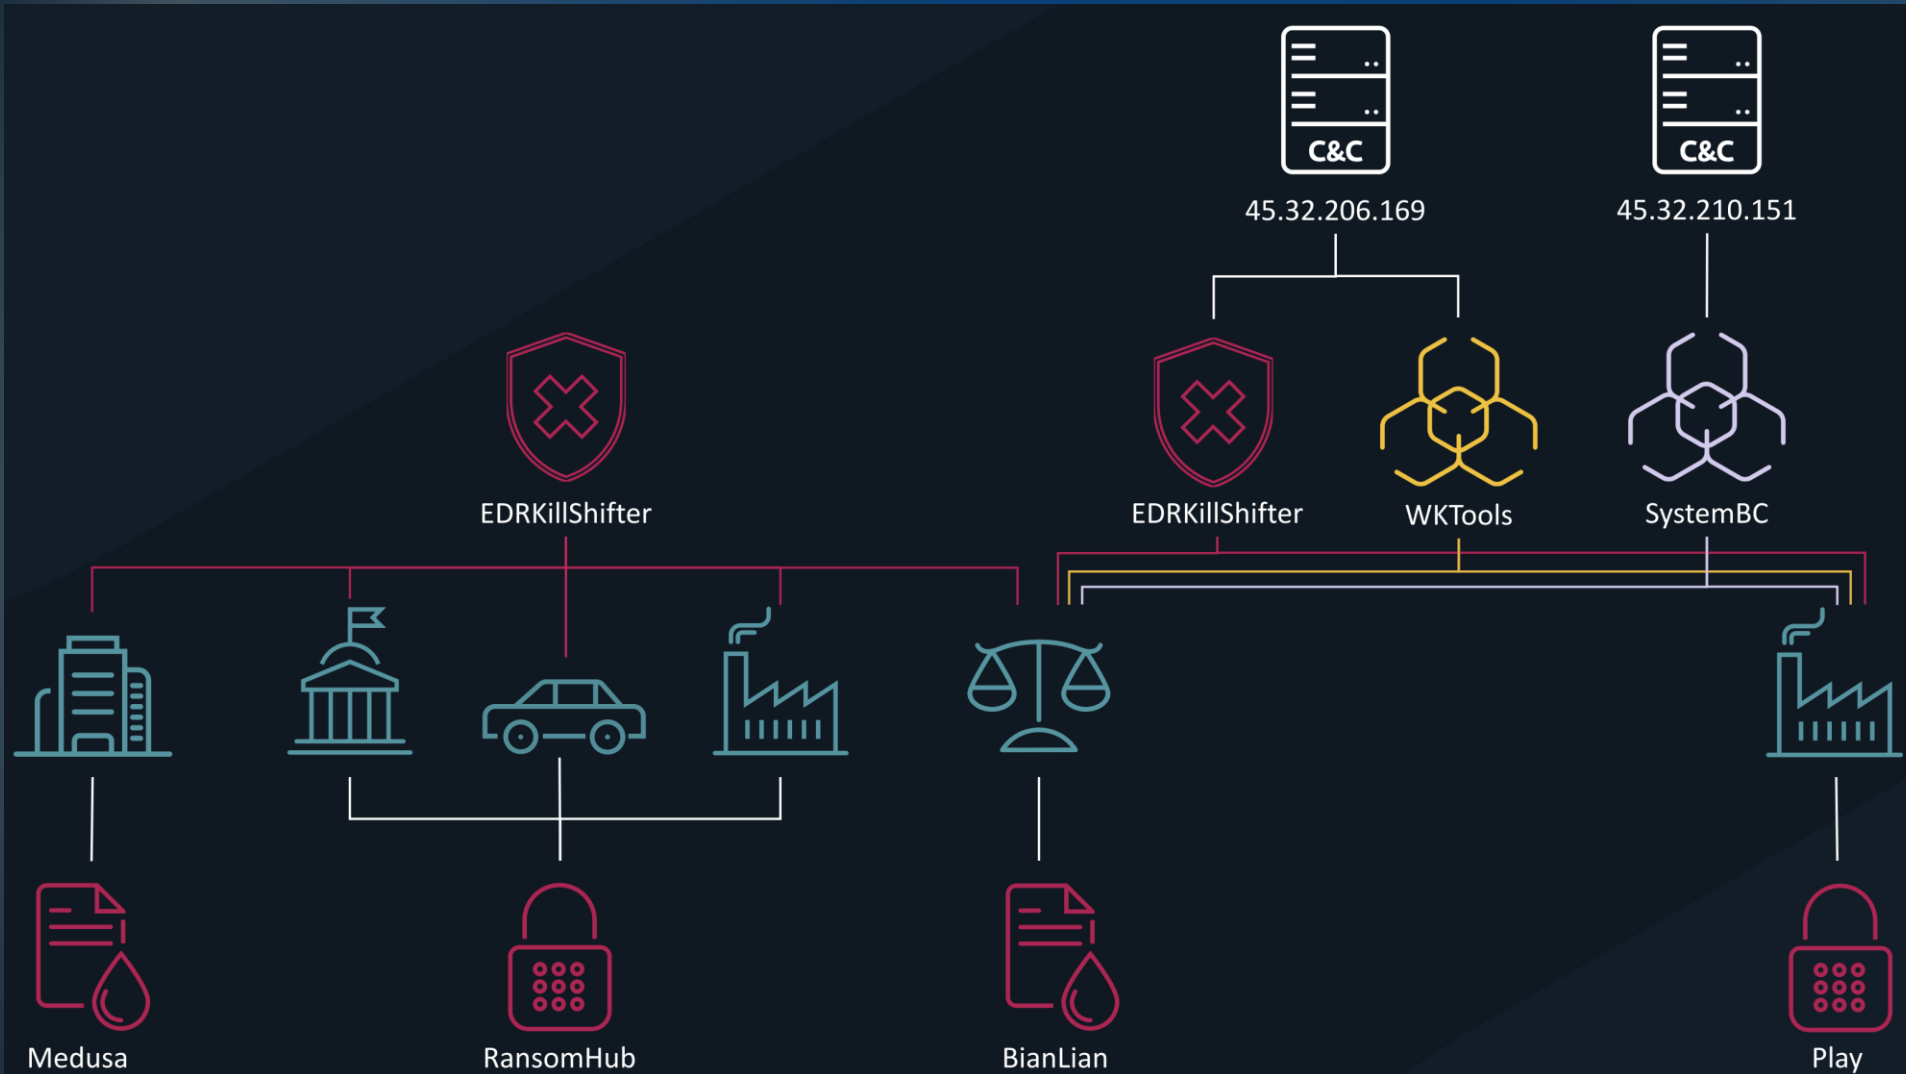 C&C
C&C
45.32.206.169
45.32.210.151
EDRKillShifter
EDRKillShifter
WKTools
SystemBC
Medusa
RansomHub
BianLian
Play